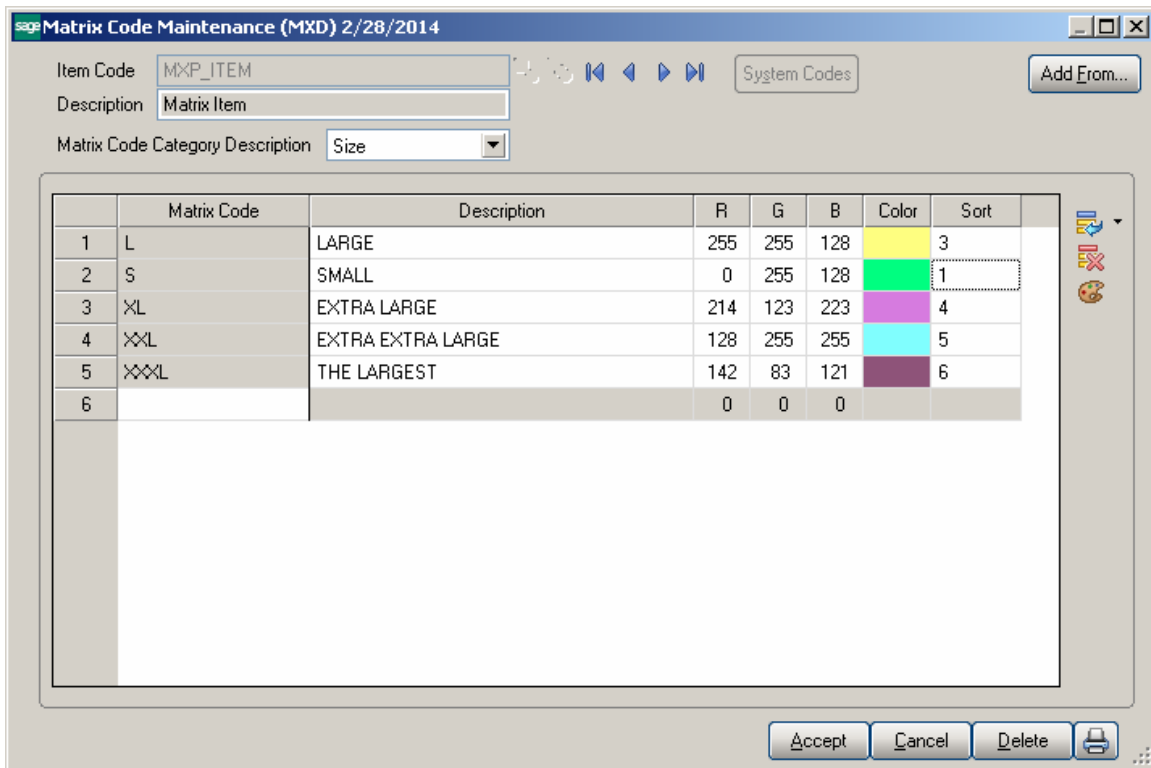 sage Matrix Code Maintenance (MXD) 2/28/2014
Item Code MXP_ITEM System Codes Add From...
Description Matrix Item
Matrix Code Category Description Size
Matrix Code Description R G B Color Sort
1 L LARGE 255 255 128 3
2 S SMALL 0 255 128 1
3 XL EXTRA LARGE 214 123 223 4
4 XXL EXTRA EXTRA LARGE 128 255 255 5
5 XXXL THE LARGEST 142 83 121 6
6 0 0 0
Accept Cancel Delete